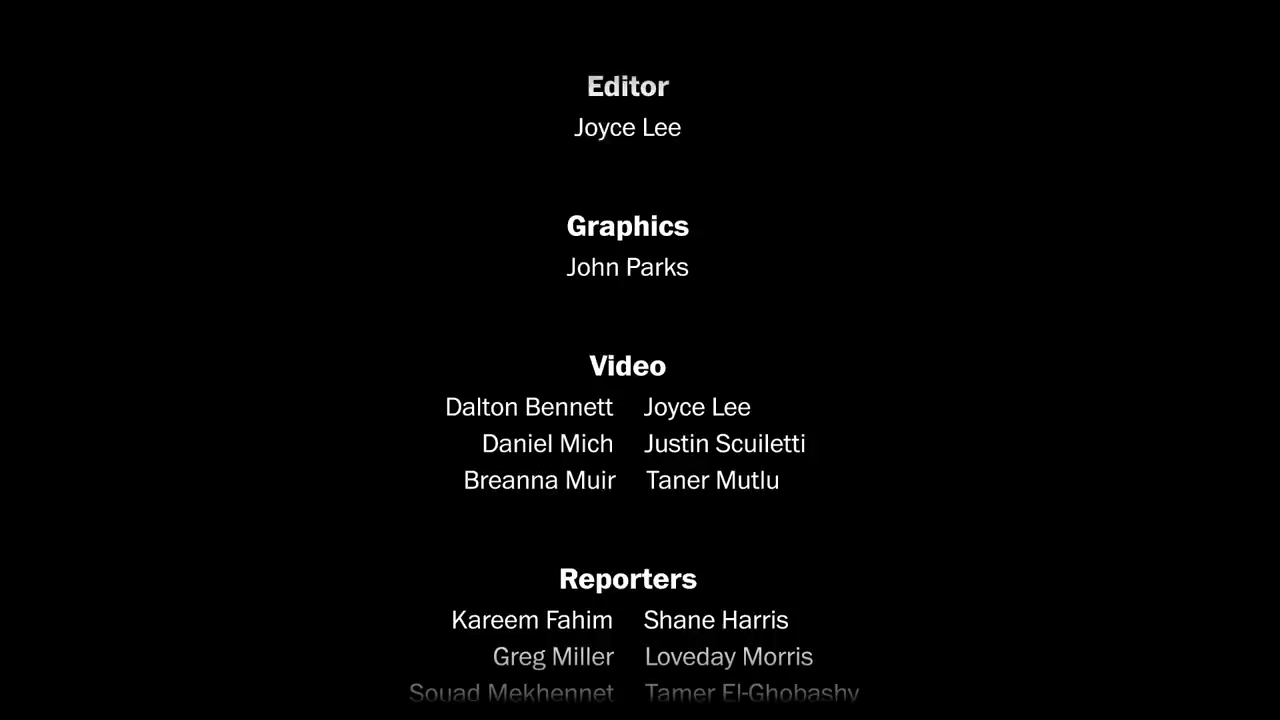 Editor
Joyce Lee
Graphics
John Parks
Video
Dalton Bennett Joyce Lee
Daniel Mich Justin Scuiletti
Breanna Muir Taner Mutlu
Reporters
Kareem Fahim Shane Harris
Greg Miller Loveday Morris
Souad Mekhennet Tamer El-Ghobashy